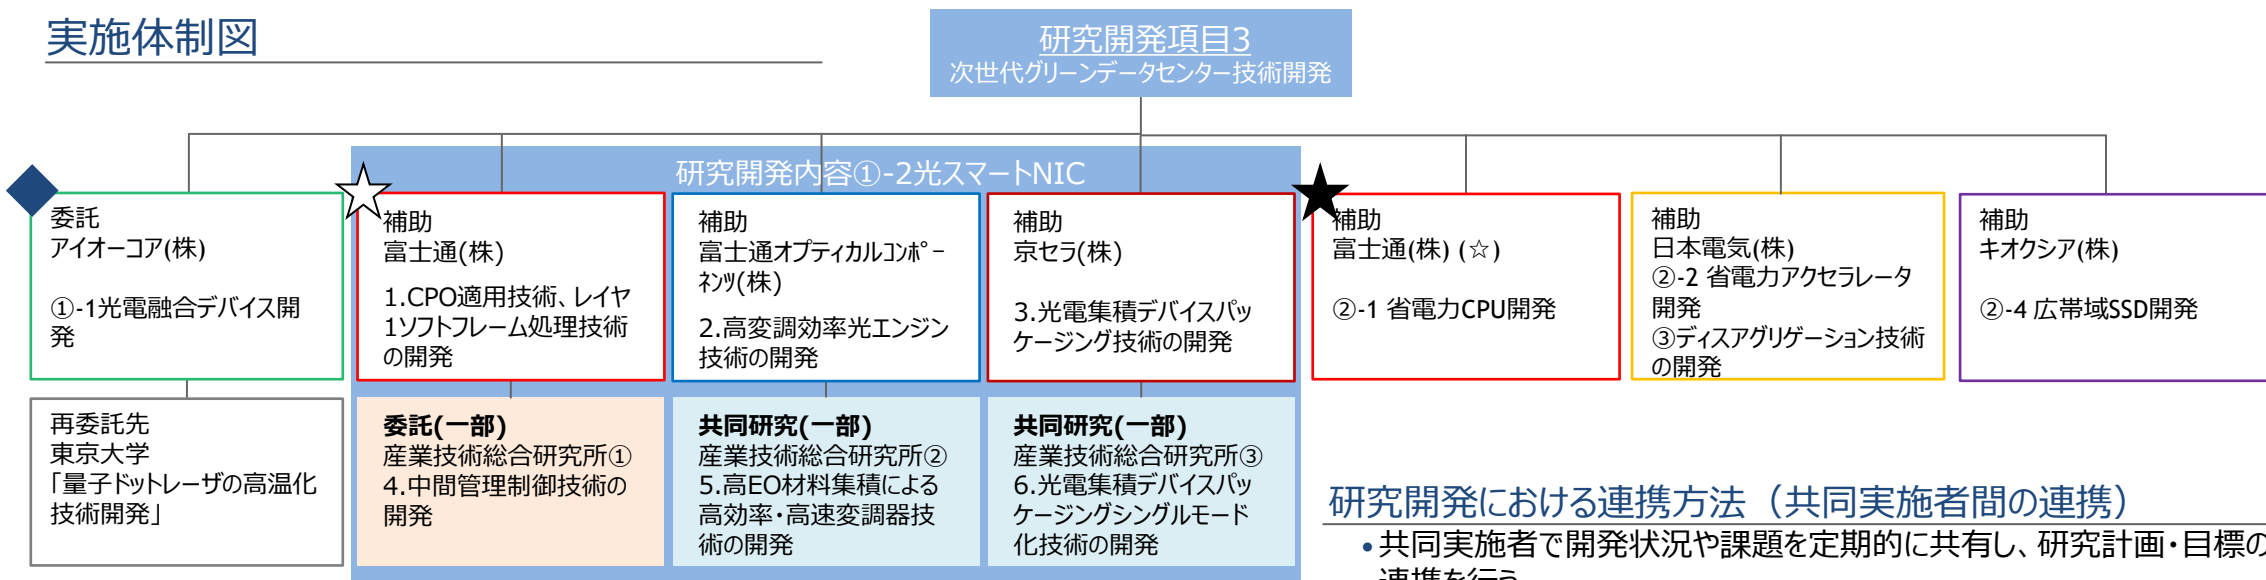 実施体制図
研究開発項目3
次世代グリーンデータセンター技術開発
研究開発内容①-2光スマートNIC
委託
アイオーコア(株)
①-1光電融合デバイス開
発
補助
富士通(株)
1.CPO適用技術、レイヤ
1ソフトフレーム処理技術
の開発
補助
富士通オプティカルｺﾝﾎﾟｰ
ﾈﾝﾂ(株)
2.高変調効率光エンジン
技術の開発
補助
京セラ(株)
3.光電集積デバイスパッ
ケージング技術の開発
補助
富士通(株) (☆)
②-1 省電力CPU開発
補助
日本電気(株)
②-2 省電力アクセラレータ
開発
③ディスアグリゲーション技術
の開発
補助
キオクシア(株)
②-4 広帯域SSD開発
再委託先
東京大学
「量子ドットレーザの高温化
技術開発」
委託(一部)
産業技術総合研究所①
4.中間管理制御技術の
開発
共同研究(一部)
産業技術総合研究所②
5.高EO材料集積による
高効率・高速変調器技
術の開発
共同研究(一部)
産業技術総合研究所③
6.光電集積デバイスパッ
ケージングシングルモード
化技術の開発
研究開発における連携方法（共同実施者間の連携）
•共同実施者で開発状況や課題を定期的に共有し、研究計画・目標の
連携を行う